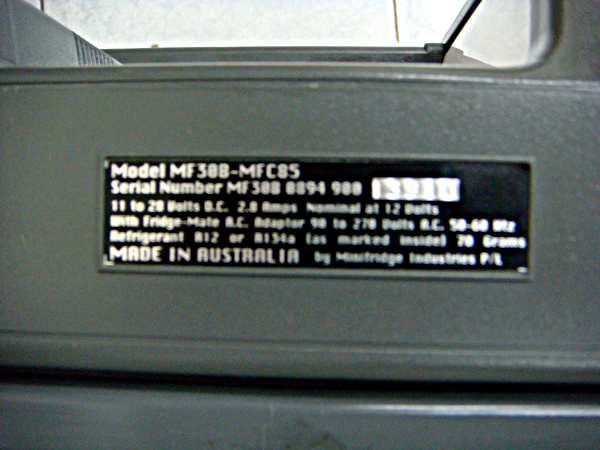 Model MF30B-MFC85
Serial Number MF30B 0894 900
11 to 28 Volts D.C. 2.8 Amps Nominal at 12 Volts
With Fridge-Mate A.C. Adaptor 90 to 270 Volts A.C. 50-60 Hz
Refrigerant R12 or R134a (as marked inside) 70 Grams
MADE IN AUSTRALIA by Minifridge Industries P/L